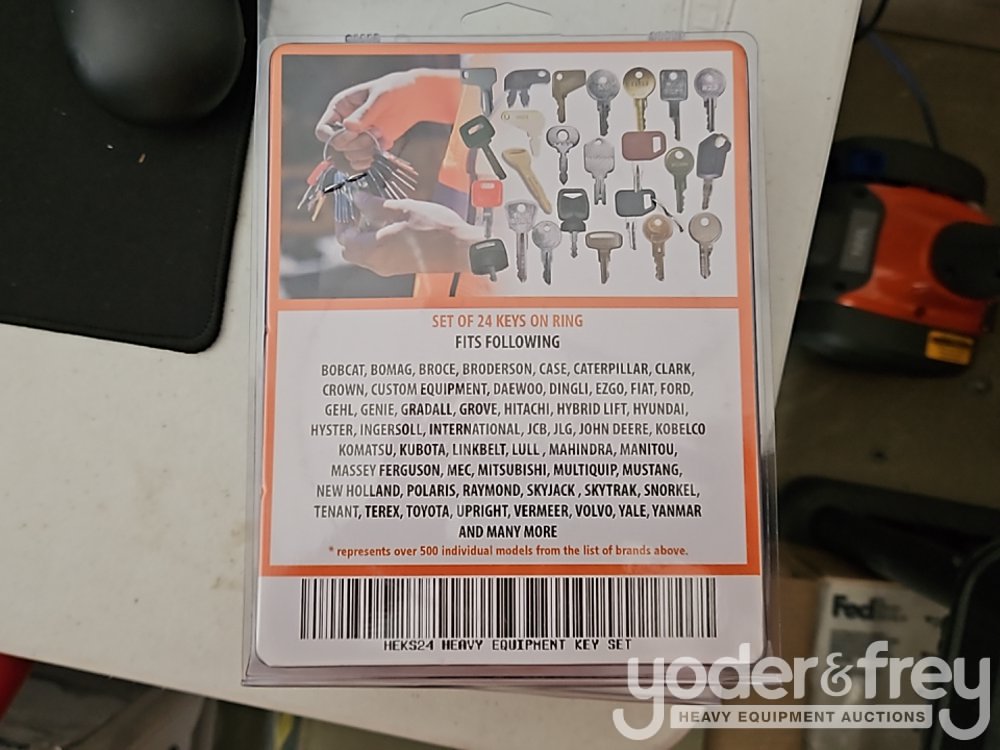 SET OF 24 KEYS ON RING
FITS FOLLOWING
BOBCAT, BOMAG, BROCE, BRODERSON, CASE, CATERPILLAR, CLARK,
CROWN, CUSTOM EQUIPMENT, DAEWOO, DINGLI, EZGO, FIAT, FORD,
GEHL, GENIE, GRADALL, GROVE, HITACHI, HYBRID LIFT, HYUNDAI,
HYSTER, INGERSOLL, INTERNATIONAL, JCB, JLG, JOHN DEERE, KOBELCO
KOMATSU, KUBOTA, LINKBELT, LULL , MAHINDRA, MANITOU,
MASSEY FERGUSON, MEC, MITSUBISHI, MULTIQUIP, MUSTANG,
NEW HOLLAND, POLARIS, RAYMOND, SKYJACK , SKYTRAK, SNORKEL,
TENANT, TEREX, TOYOTA, UPRIGHT, VERMEER, VOLVO, YALE, YANMAR
AND MANY MORE
* represents over 500 individual models from the list of brands above.
HEKS24 HEAVY EQUIPMENT KEY SET
FedEx
yoder&frey
HEAVY EQUIPMENT AUCTIONS